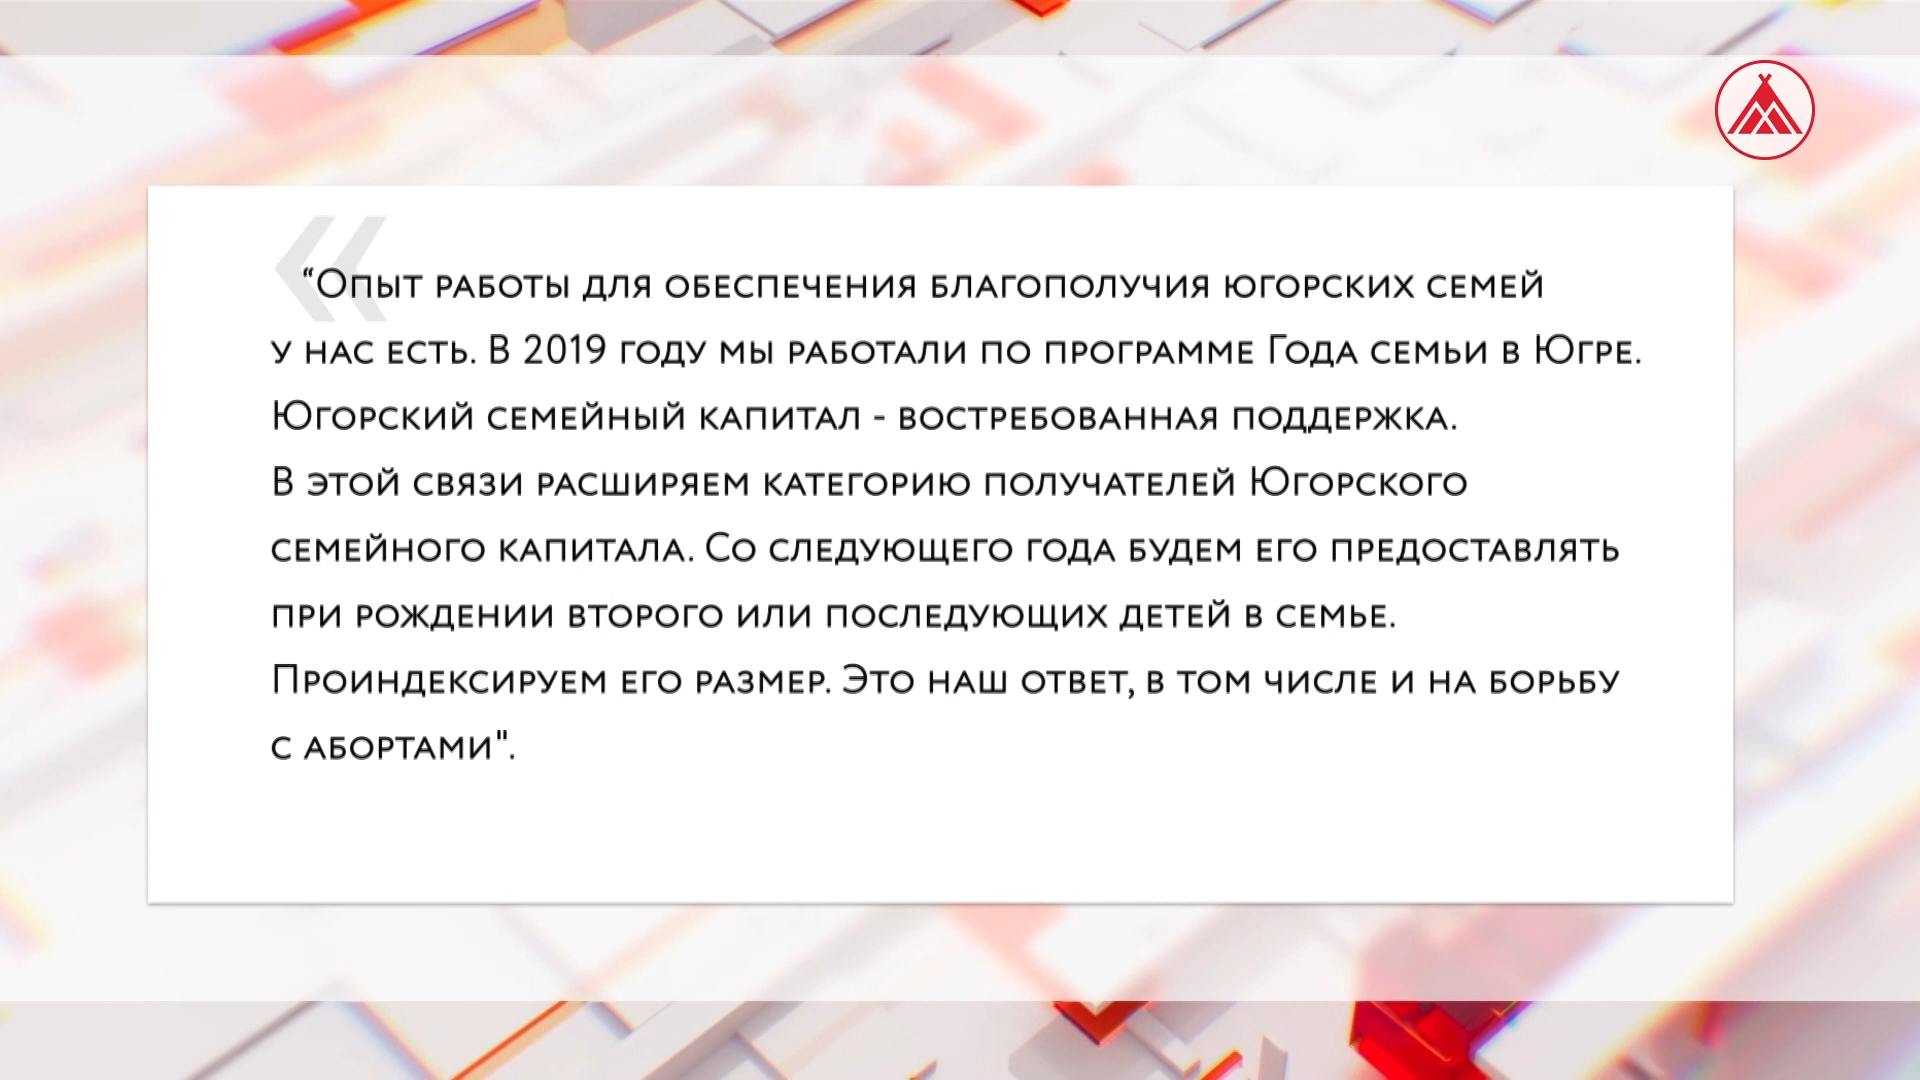 “Опыт работы для обеспечения благополучия югорских семей
у нас есть. В 2019 году мы работали по программе Года семьи в Югре.
Югорский семейный капитал - востребованная поддержка.
В этой связи расширяем категорию получателей Югорского
семейного капитала. Со следующего года будем его предоставлять
при рождении второго или последующих детей в семье.
Проиндексируем его размер. Это наш ответ, в том числе и на борьбу
с абортами".